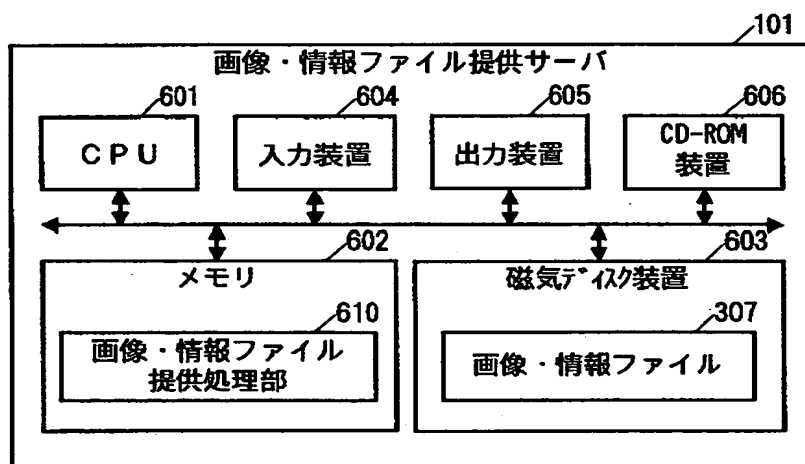 101
画像・情報ファイル提供サーバ
601
604
605
606
CPU
入力装置
出力装置
CD-ROM
装置
602
603
メモリ
磁気ディスク装置
610
307
画像・情報ファイル
提供処理部
画像・情報ファイル